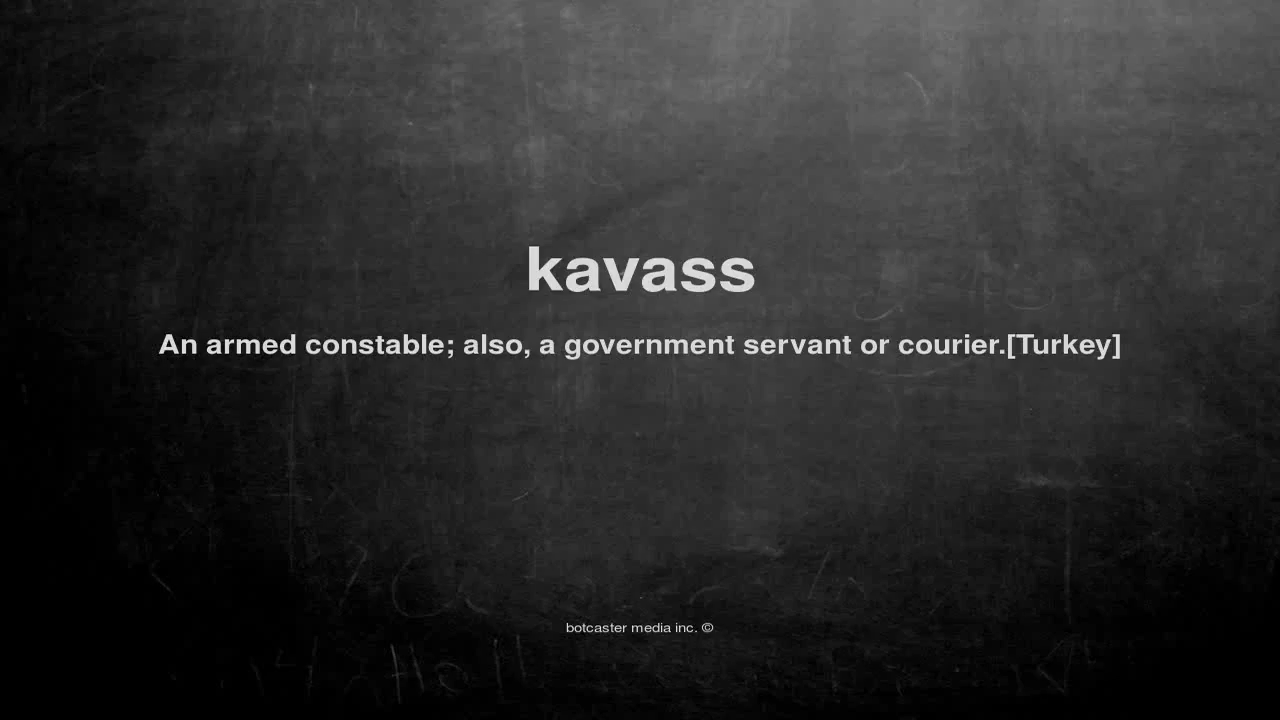 kavass
An armed constable; also, a government servant or courier.[Turkey]
botcaster media inc. ©